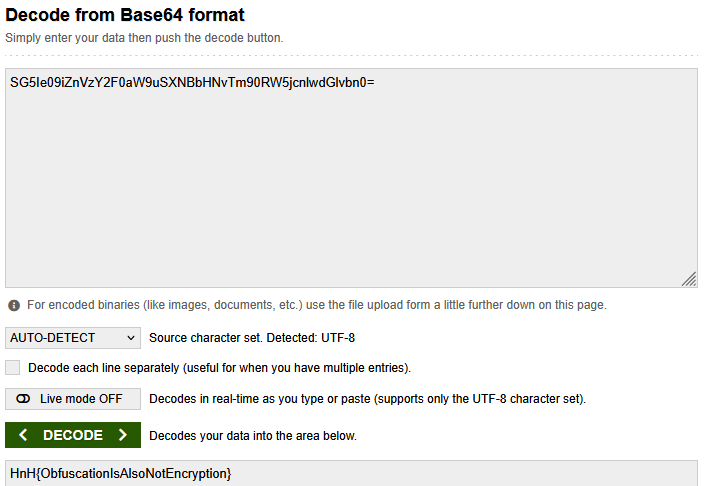 Decode from Base64 format
Simply enter your data then push the decode button.
SG5Ie09iZnVzY2F0aW9uSXNBbHNvTm90RW5jcnlwdGlvbn0=
For encoded binaries (like images, documents, etc.) use the file upload form a little further down on this page.
AUTO-DETECT Source character set. Detected: UTF-8
Decode each line separately (useful for when you have multiple entries).
Live mode OFF Decodes in real-time as you type or paste (supports only the UTF-8 character set).
DECODE Decodes your data into the area below.
HnH{ObfuscationIsAlsoNotEncryption}